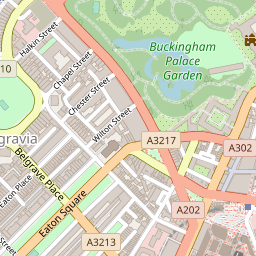 Halkin Street
Buckingham
Palace
Garden
10
Chapel Street
Chester Street
Wilton Street
A3217
A302
gravia
Belgrave Place
Eaton Place
Eaton Square
A202
A3213